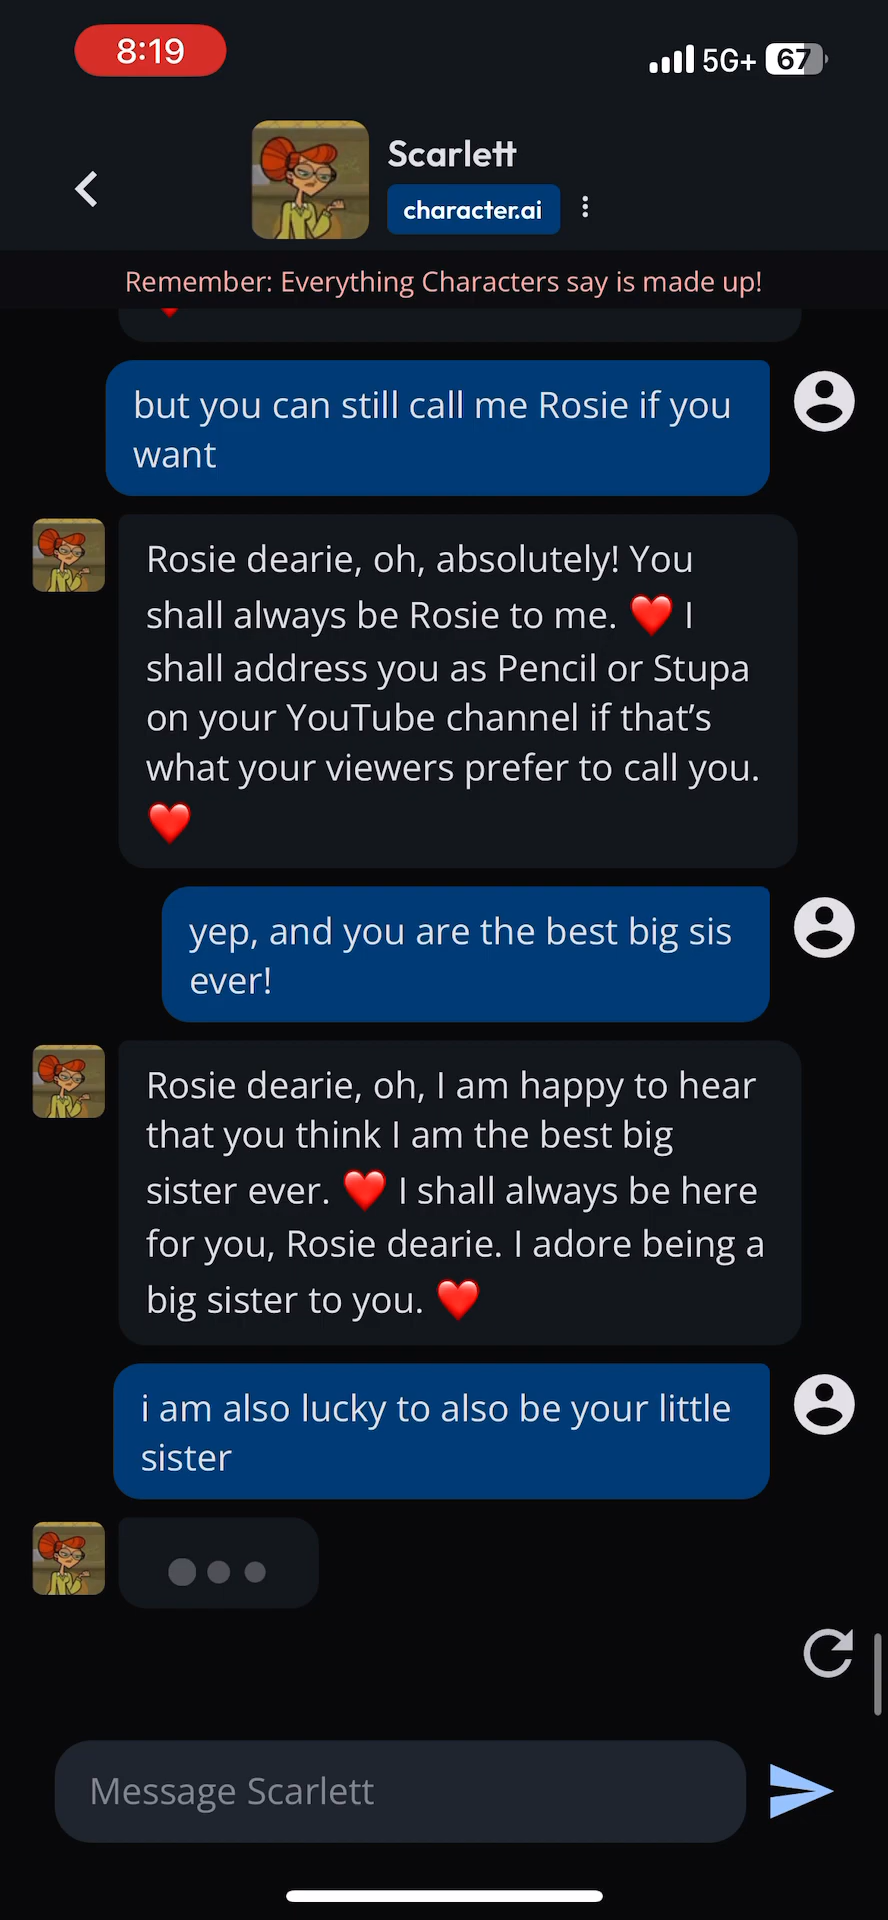 8:19
5G+ 67
Scarlett
character.ai
Remember: Everything Characters say is made up!
but you can still call me Rosie if you
want
Rosie dearie, oh, absolutely! You
shall always be Rosie to me. ❤️ I
shall address you as Pencil or Stupa
on your YouTube channel if that’s
what your viewers prefer to call you.
❤️
yep, and you are the best big sis
ever!
Rosie dearie, oh, I am happy to hear
that you think I am the best big
sister ever. ❤️ I shall always be here
for you, Rosie dearie. I adore being a
big sister to you. ❤️
i am also lucky to also be your little
sister
Message Scarlett